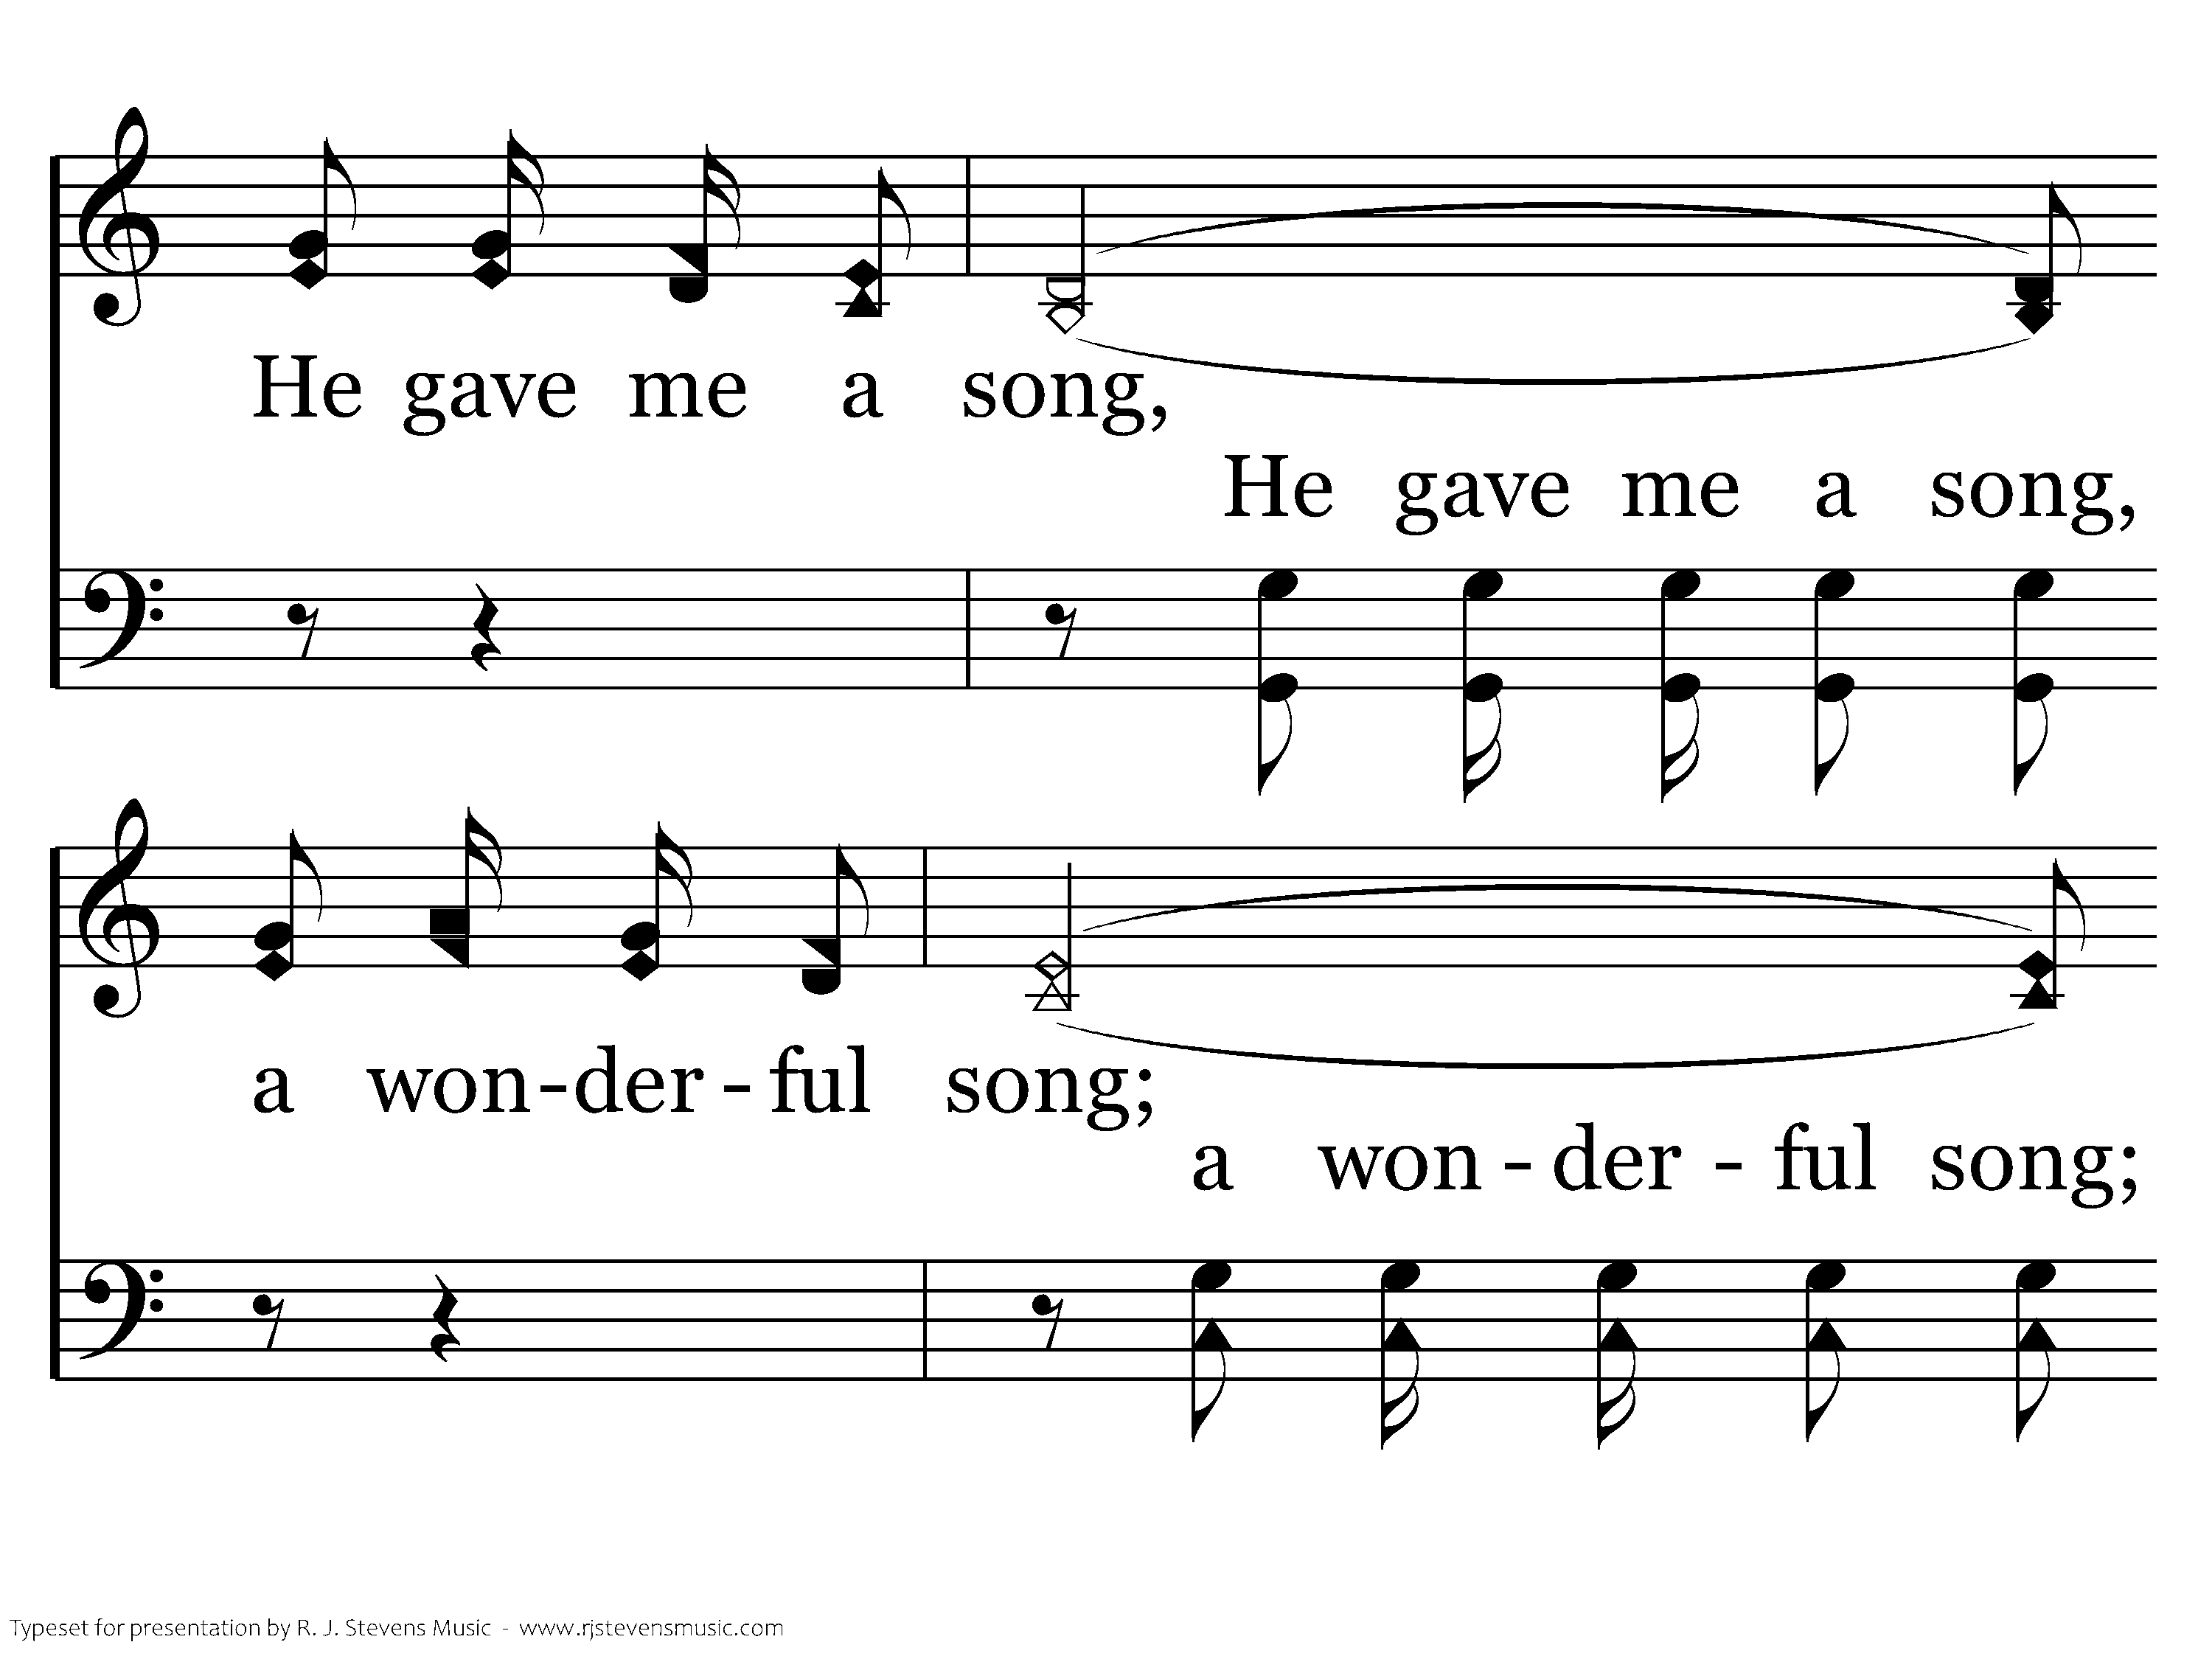 He gave me a song,
He gave me a song,
a won-der-ful song;
a won-der-ful song;
Typeset for presentation by R. J. Stevens Music - www.rjstevensmusic.com